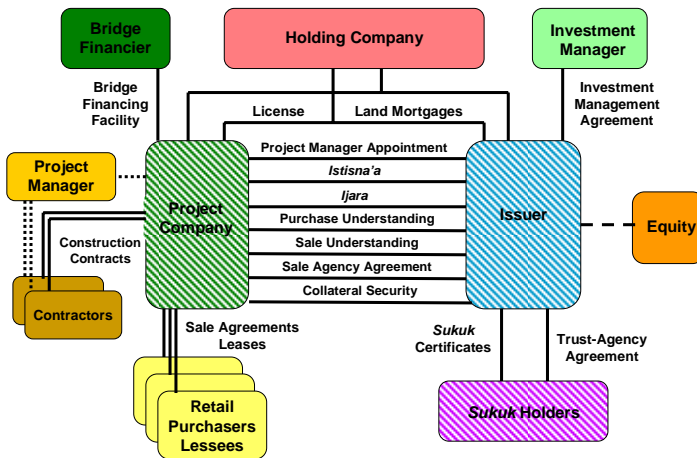 Bridge
Financier
Holding Company
Investment
Manager
Bridge
Financing
Facility
License
Land Mortgages
Investment
Management
Agreement
Project
Manager
Project
Company
Project Manager Appointment
Istisna'a
Ijara
Purchase Understanding
Sale Understanding
Sale Agency Agreement
Collateral Security
Issuer
Equity
Construction
Contracts
Contractors
Sale Agreements
Leases
Sukuk
Certificates
Trust-Agency
Agreement
Retail
Purchasers
Lessees
Sukuk Holders